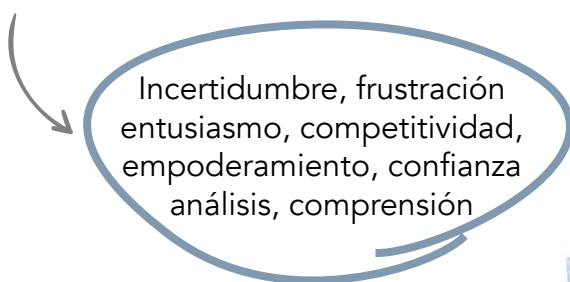 Incertidumbre, frustración
entusiasmo, competitividad,
empoderamiento, confianza
análisis, comprensión